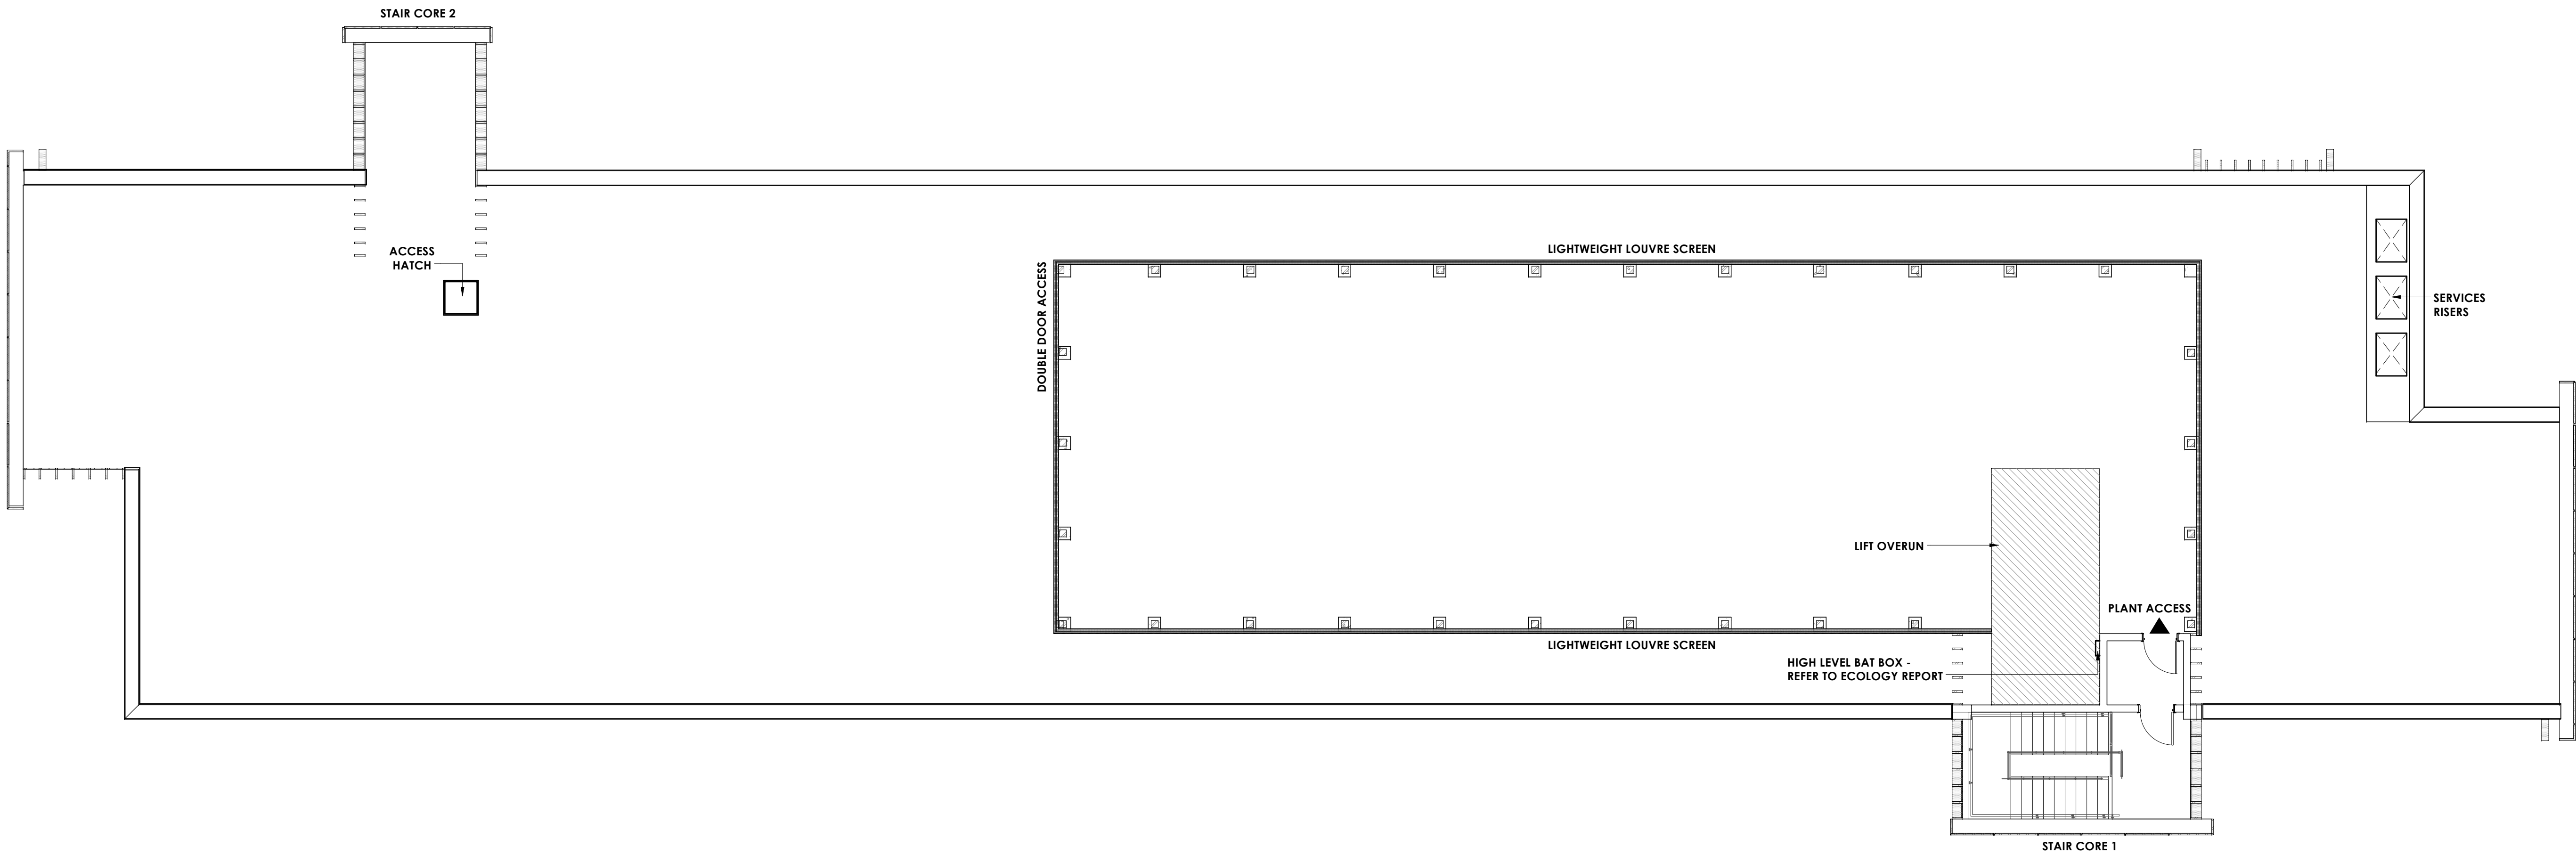 STAIR CORE 2
ACCESS
HATCH
DOUBLE DOOR ACCESS
LIGHTWEIGHT LOUVRE SCREEN
SERVICES
RISERS
LIFT OVERUN
PLANT ACCESS
LIGHTWEIGHT LOUVRE SCREEN
HIGH LEVEL BAT BOX -
REFER TO ECOLOGY REPORT
STAIR CORE 1